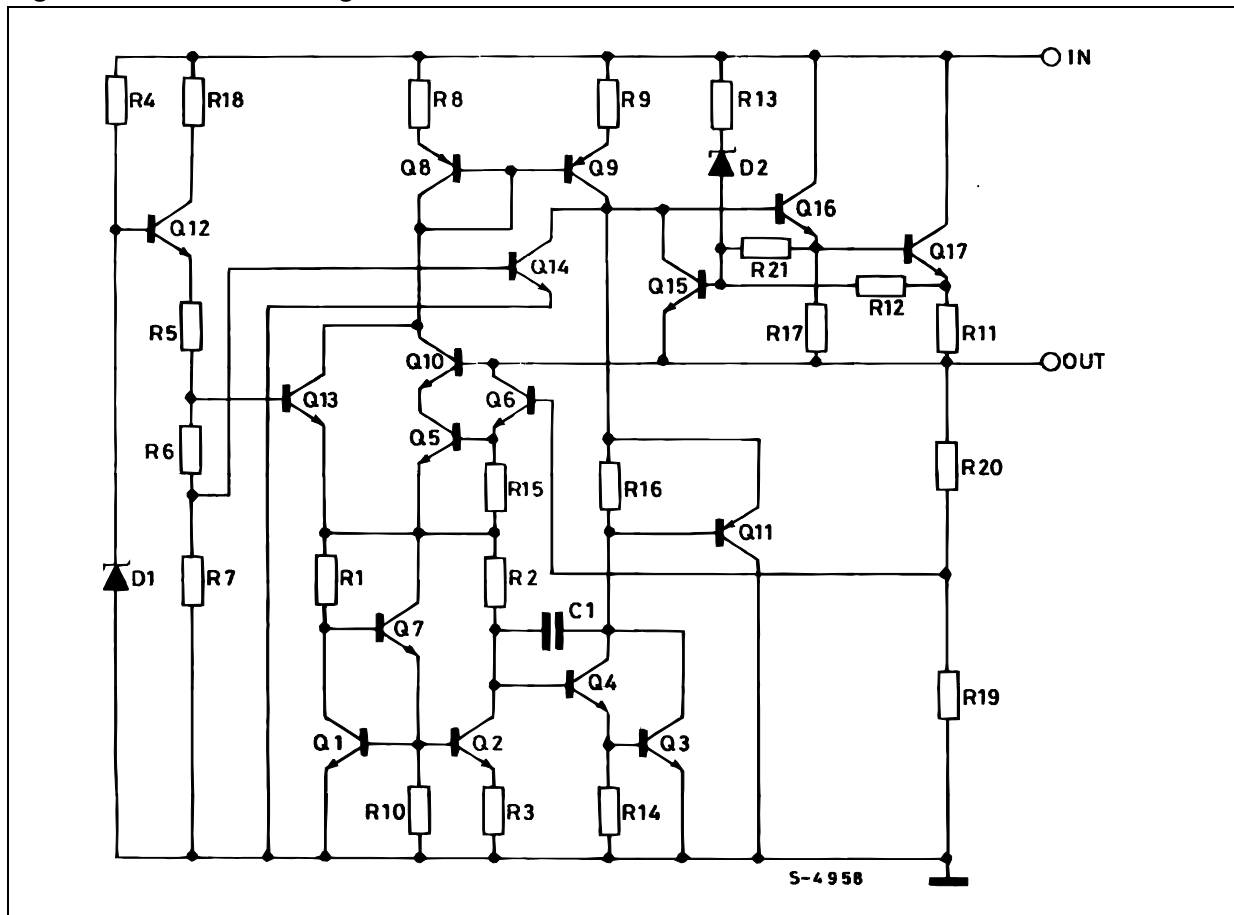 IN
R4 R18 R8 R9 R13
Q8 Q9 D2
Q12 Q16
Q14 R21 Q17
Q15 R12
R5 R17 R11
Q10 OUT
Q13 Q6
R6 Q5 R20
R15 R16
Q11
D1 R7 R1 R2
C1
Q7
Q4 R19
Q1 Q2 Q3
R10 R3 R14
S-4958